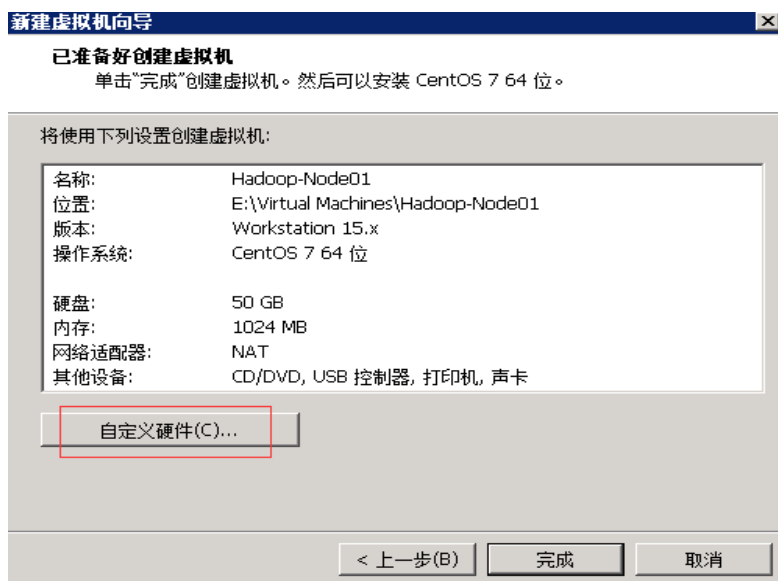 新建虚拟机向导
已准备好创建虚拟机
单击“完成”创建虚拟机。然后可以安装 CentOS 7 64 位。
将使用下列设置创建虚拟机:
名称: Hadoop-Node01
位置: E:\Virtual Machines\Hadoop-Node01
版本: Workstation 15.x
操作系统: CentOS 7 64 位
硬盘: 50 GB
内存: 1024 MB
网络适配器: NAT
其他设备: CD/DVD, USB 控制器, 打印机, 声卡
自定义硬件(C)...
< 上一步(B) 完成 取消